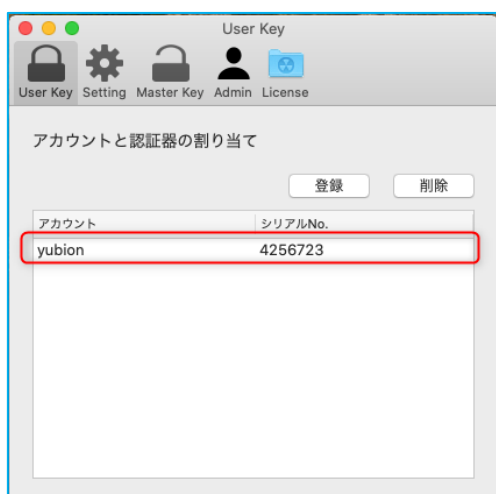 User Key
User Key Setting Master Key Admin License
アカウントと認証器の割り当て
登録 削除
アカウント シリアルNo.
yubion 4256723